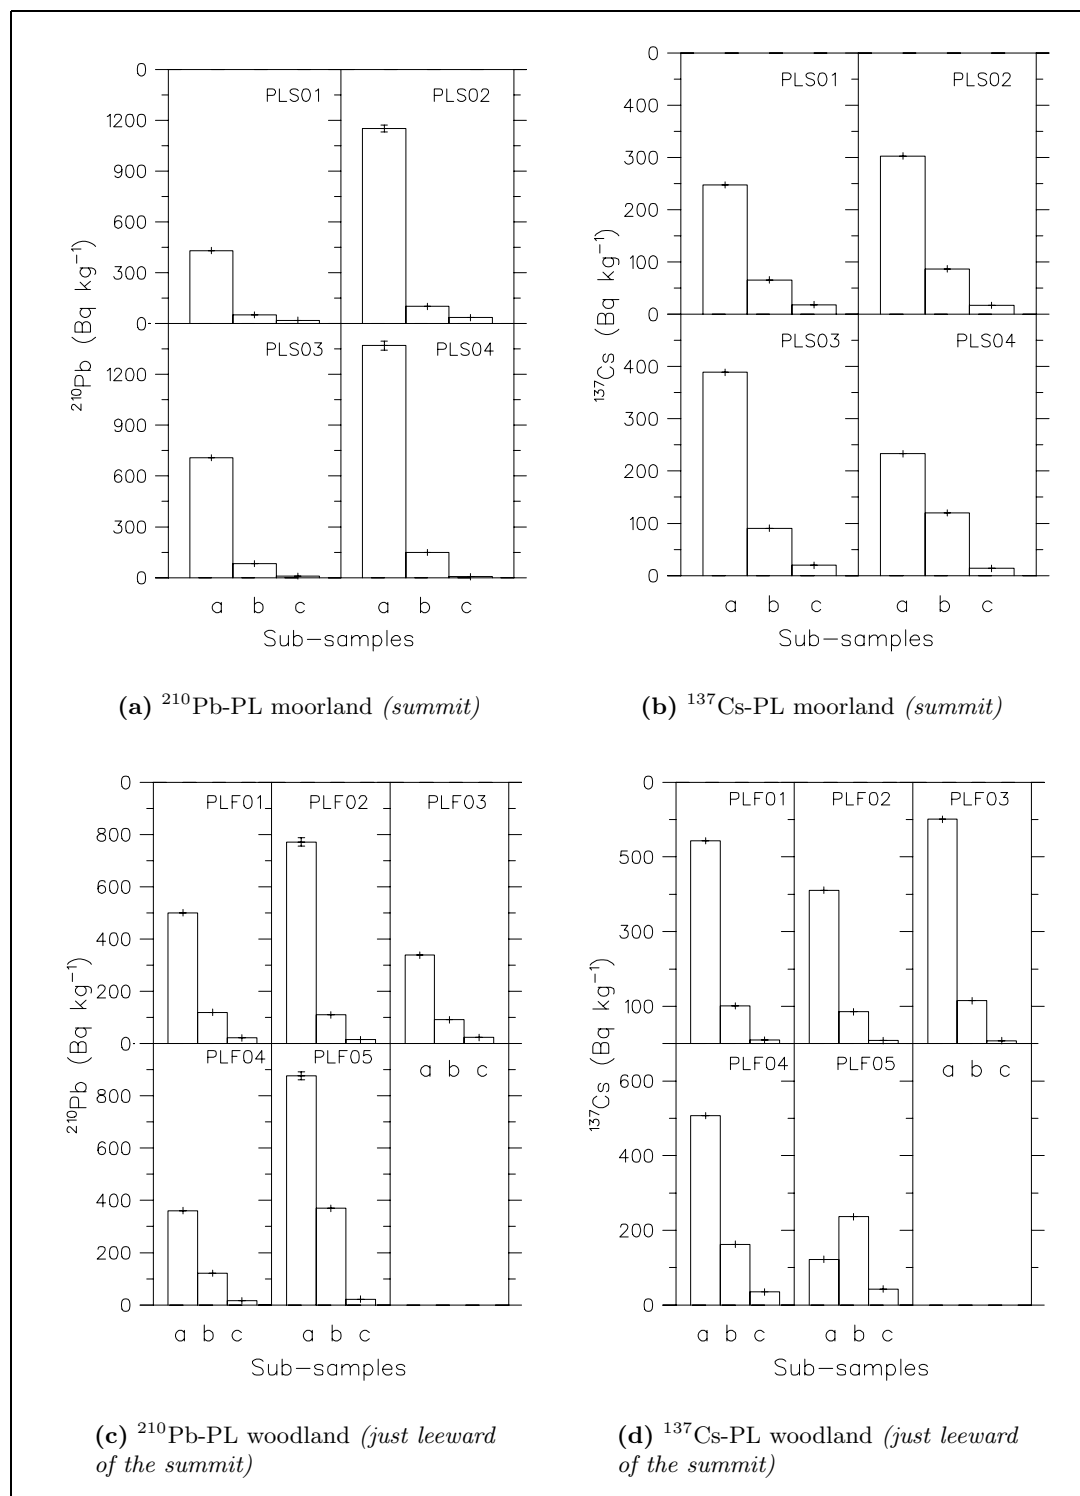 0
1200
900
600
300
0
1200
900
600
300
0
²¹⁰Pb (Bq kg⁻¹)
PLS01
PLS02
PLS03
PLS04
a b c
a b c
Sub-samples
(a) ²¹⁰Pb-PL moorland (summit)
0
400
300
200
100
0
400
300
200
100
0
¹³⁷Cs (Bq kg⁻¹)
PLS01
PLS02
PLS03
PLS04
a b c
a b c
Sub-samples
(b) ¹³⁷Cs-PL moorland (summit)
0
800
600
400
200
0
800
600
400
200
0
²¹⁰Pb (Bq kg⁻¹)
PLF01
PLF02
PLF03
PLF04
PLF05
a b c
a b c
a b c
Sub-samples
(c) ²¹⁰Pb-PL woodland (just leeward
of the summit)
0
500
300
100
600
400
200
0
¹³⁷Cs (Bq kg⁻¹)
PLF01
PLF02
PLF03
PLF04
PLF05
a b c
a b c
a b c
Sub-samples
(d) ¹³⁷Cs-PL woodland (just leeward
of the summit)